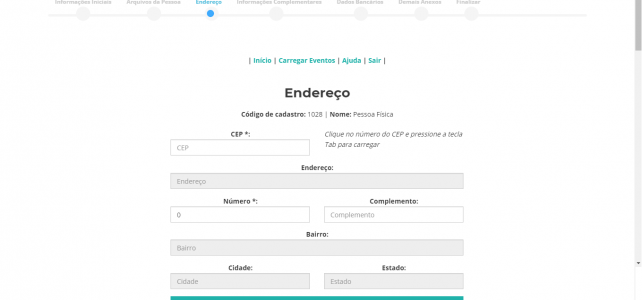 Informações Iniciais Arquivos da Pessoa Endereço Informações Complementares Dados Bancários Demais Anexos Finalizar
| Início | Carregar Eventos | Ajuda | Sair |
Endereço
Código de cadastro: 1028 | Nome: Pessoa Física
CEP *:
CEP
Clique no número do CEP e pressione a tecla
Tab para carregar
Endereço:
Endereço
Número *: Complemento:
0 Complemento
Bairro:
Bairro
Cidade: Estado:
Cidade Estado